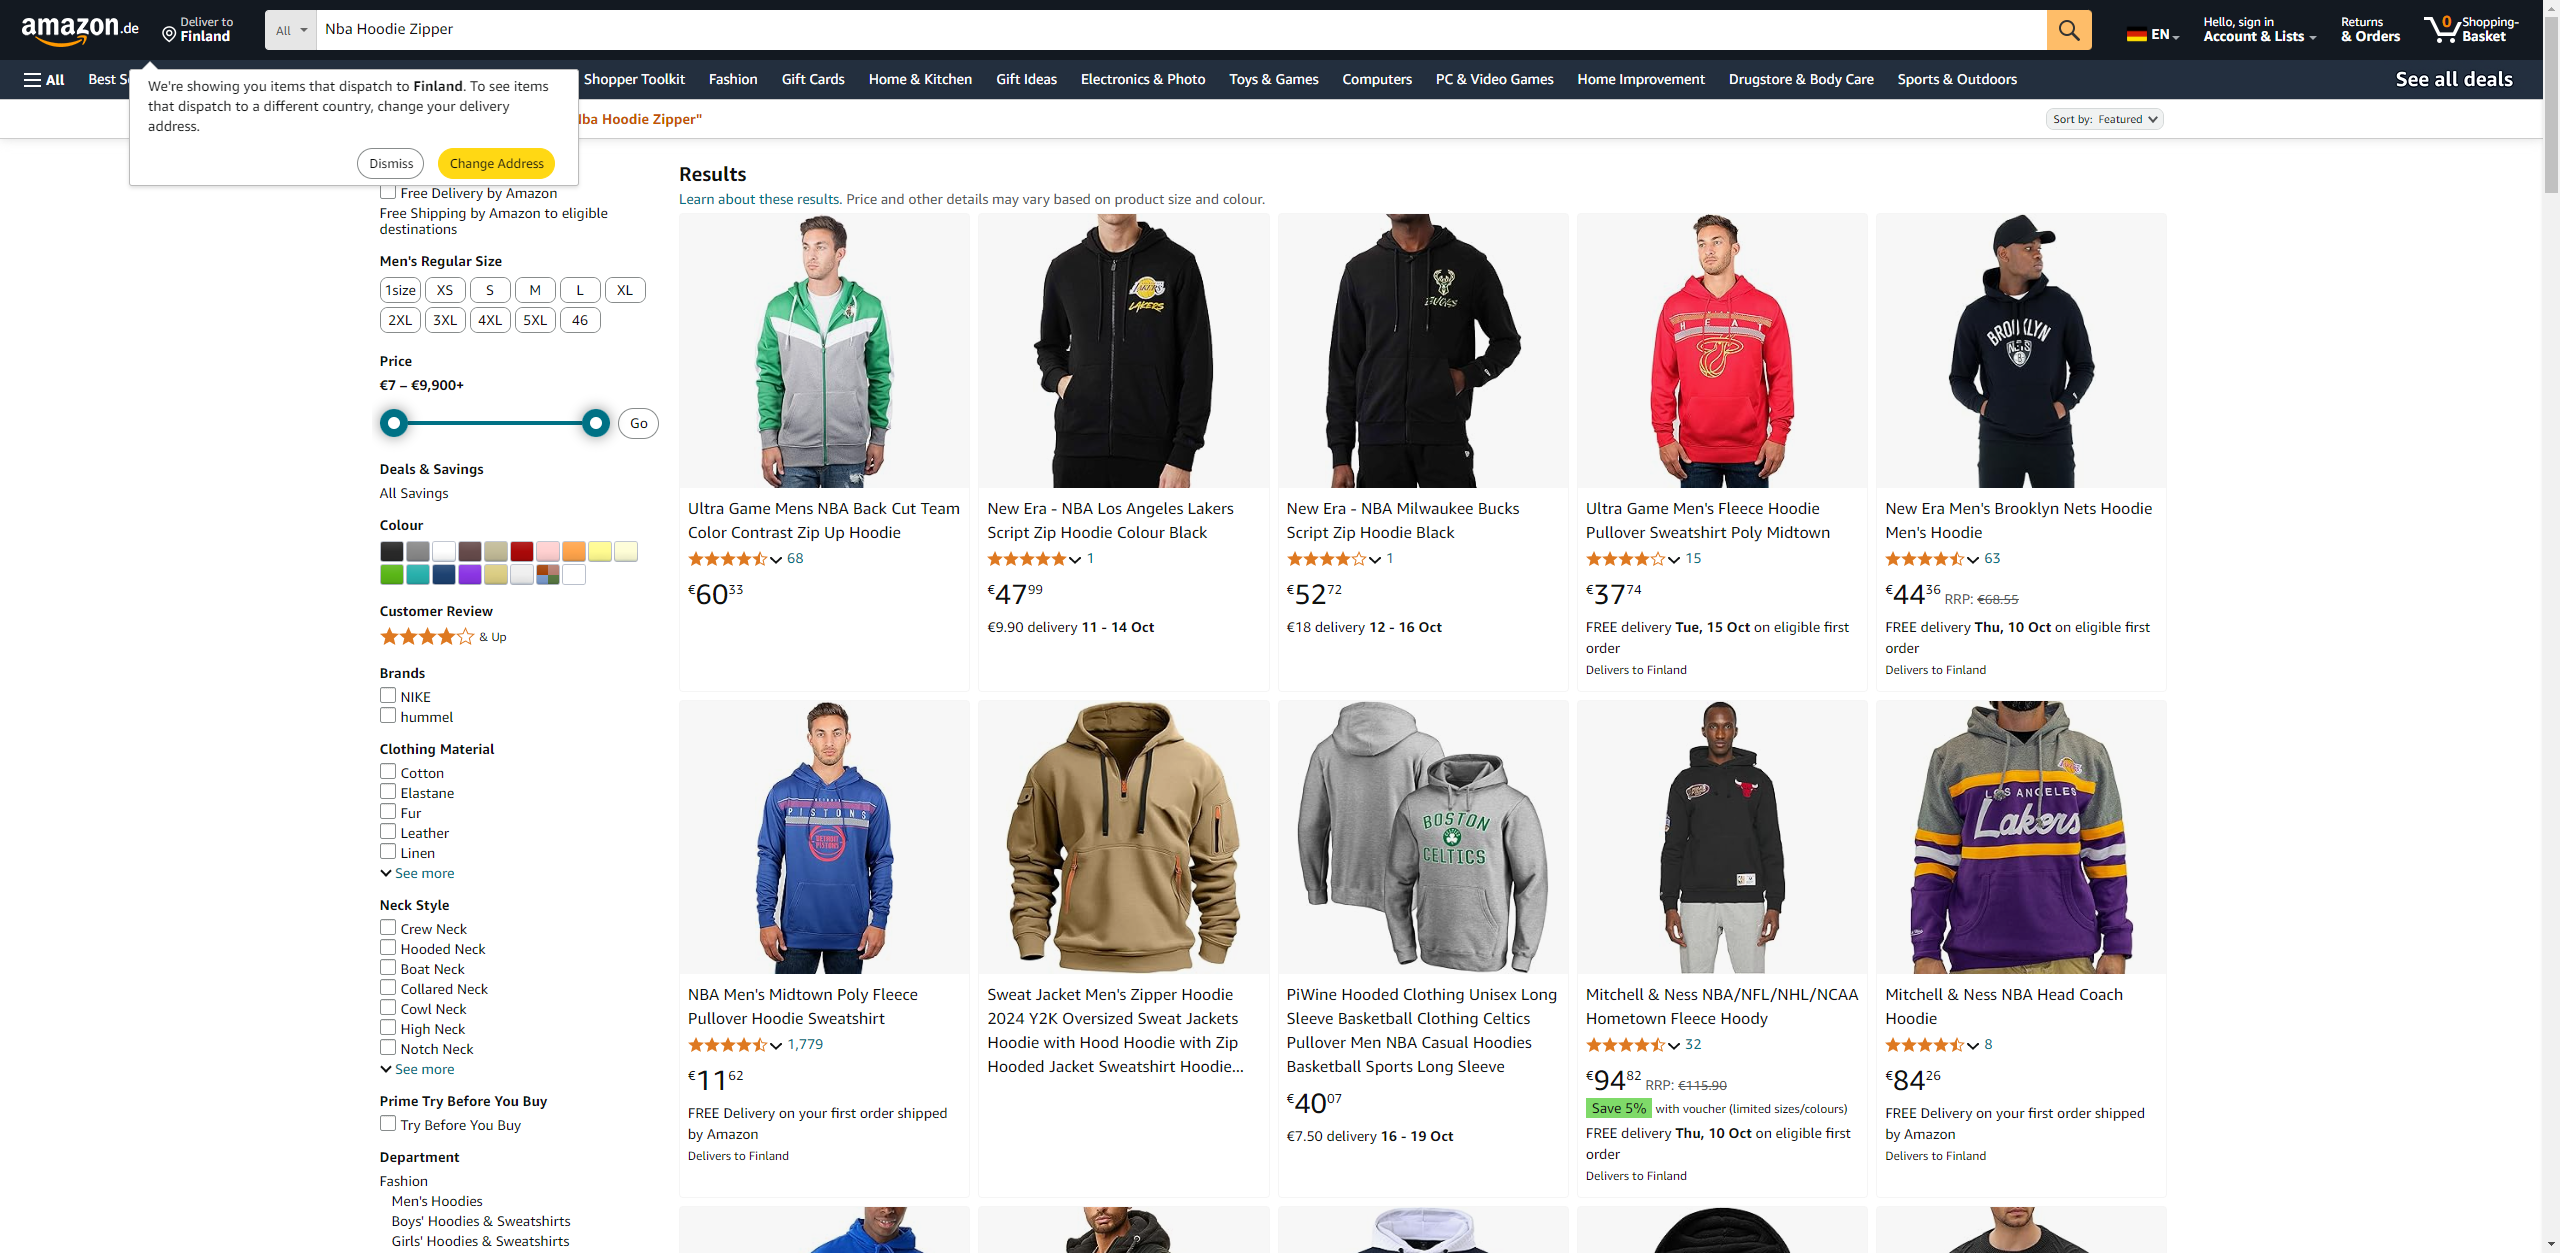 amazon.de
Deliver to
Finland
All
Nba Hoodie Zipper
EN
Hello, sign in
Account & Lists
Returns
& Orders
0
Shopping-
Basket
All
Best S
Shopper Toolkit
Fashion
Gift Cards
Home & Kitchen
Gift Ideas
Electronics & Photo
Toys & Games
Computers
PC & Video Games
Home Improvement
Drugstore & Body Care
Sports & Outdoors
See all deals
We're showing you items that dispatch to Finland. To see items
that dispatch to a different country, change your delivery
address.
Dismiss
Change Address
Nba Hoodie Zipper"
Sort by: Featured
Free Delivery by Amazon
Free Shipping by Amazon to eligible
destinations
Men's Regular Size
1size XS S M L XL
2XL 3XL 4XL 5XL 46
Price
€7 – €9,900+
Go
Deals & Savings
All Savings
Colour
Customer Review
& Up
Brands
NIKE
hummel
Clothing Material
Cotton
Elastane
Fur
Leather
Linen
See more
Neck Style
Crew Neck
Hooded Neck
Boat Neck
Collared Neck
Cowl Neck
High Neck
Notch Neck
See more
Prime Try Before You Buy
Try Before You Buy
Department
Fashion
Men's Hoodies
Boys' Hoodies & Sweatshirts
Girls' Hoodies & Sweatshirts
Results
Learn about these results. Price and other details may vary based on product size and colour.
Ultra Game Mens NBA Back Cut Team
Color Contrast Zip Up Hoodie
68
€60 33
LAKERS
LAKERS
New Era - NBA Los Angeles Lakers
Script Zip Hoodie Colour Black
1
€47 99
€9.90 delivery 11 - 14 Oct
BUCKS
New Era - NBA Milwaukee Bucks
Script Zip Hoodie Black
1
€52 72
€18 delivery 12 - 16 Oct
HEAT
Ultra Game Men's Fleece Hoodie
Pullover Sweatshirt Poly Midtown
15
€37 74
FREE delivery Tue, 15 Oct on eligible first
order
Delivers to Finland
BROOKLYN
NETS
New Era Men's Brooklyn Nets Hoodie
Men's Hoodie
63
€44 36 RRP: €68.55
FREE delivery Thu, 10 Oct on eligible first
order
Delivers to Finland
PISTONS
NBA Men's Midtown Poly Fleece
Pullover Hoodie Sweatshirt
1,779
€11 62
FREE Delivery on your first order shipped
by Amazon
Delivers to Finland
Sweat Jacket Men's Zipper Hoodie
2024 Y2K Oversized Sweat Jackets
Hoodie with Hood Hoodie with Zip
Hooded Jacket Sweatshirt Hoodie...
BOSTON
CELTICS
PiWine Hooded Clothing Unisex Long
Sleeve Basketball Clothing Celtics
Pullover Men NBA Casual Hoodies
Basketball Sports Long Sleeve
€40 07
€7.50 delivery 16 - 19 Oct
Mitchell & Ness NBA/NFL/NHL/NCAA
Hometown Fleece Hoody
32
€94 82 RRP: €115.90
Save 5% with voucher (limited sizes/colours)
FREE delivery Thu, 10 Oct on eligible first
order
Delivers to Finland
LOS ANGELES
Lakers
Mitchell & Ness NBA Head Coach
Hoodie
8
€84 26
FREE Delivery on your first order shipped
by Amazon
Delivers to Finland